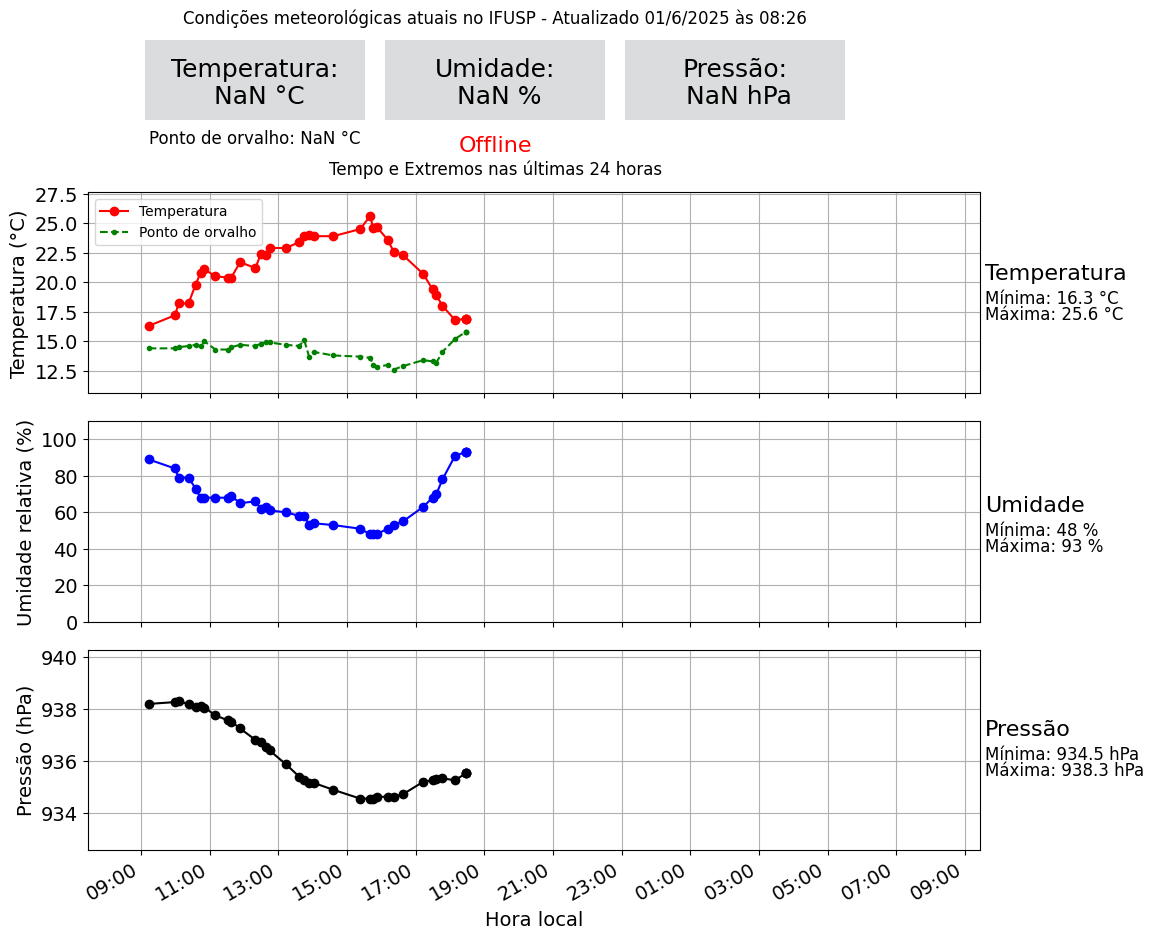 Condições meteorológicas atuais no IFUSP - Atualizado 01/6/2025 às 08:26
Temperatura:
NaN °C
Umidade:
NaN %
Pressão:
NaN hPa
Ponto de orvalho: NaN °C
Offline
Tempo e Extremos nas últimas 24 horas
Temperatura (°C)
27.5
25.0
22.5
20.0
17.5
15.0
12.5
Temperatura
Ponto de orvalho
Temperatura
Mínima: 16.3 °C
Máxima: 25.6 °C
Umidade relativa (%)
100
80
60
40
20
0
Umidade
Mínima: 48 %
Máxima: 93 %
Pressão (hPa)
940
938
936
934
Pressão
Mínima: 934.5 hPa
Máxima: 938.3 hPa
09:00
11:00
13:00
15:00
17:00
19:00
21:00
23:00
01:00
03:00
05:00
07:00
09:00
Hora local